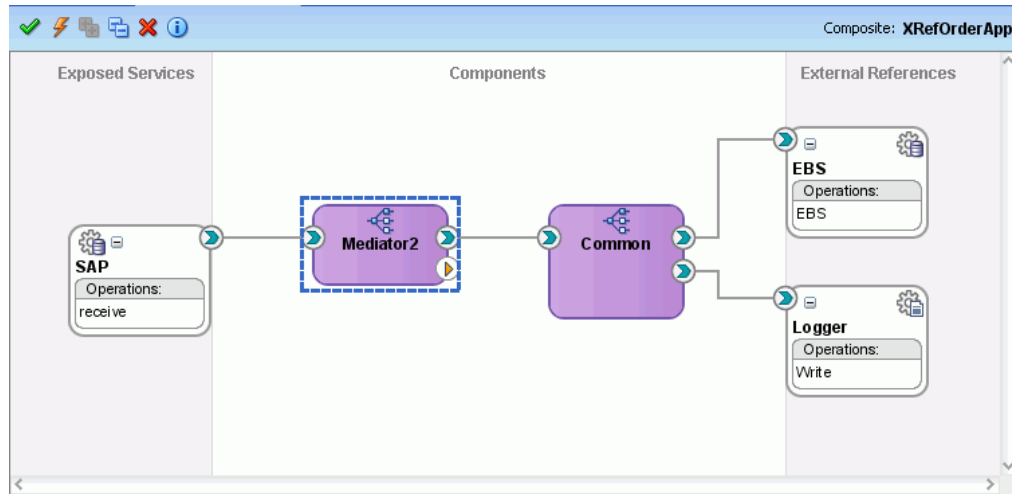 Composite: XRefOrderApp
Exposed Services
Components
External References
SAP
Operations:
receive
Mediator2
Common
EBS
Operations:
EBS
Logger
Operations:
Write